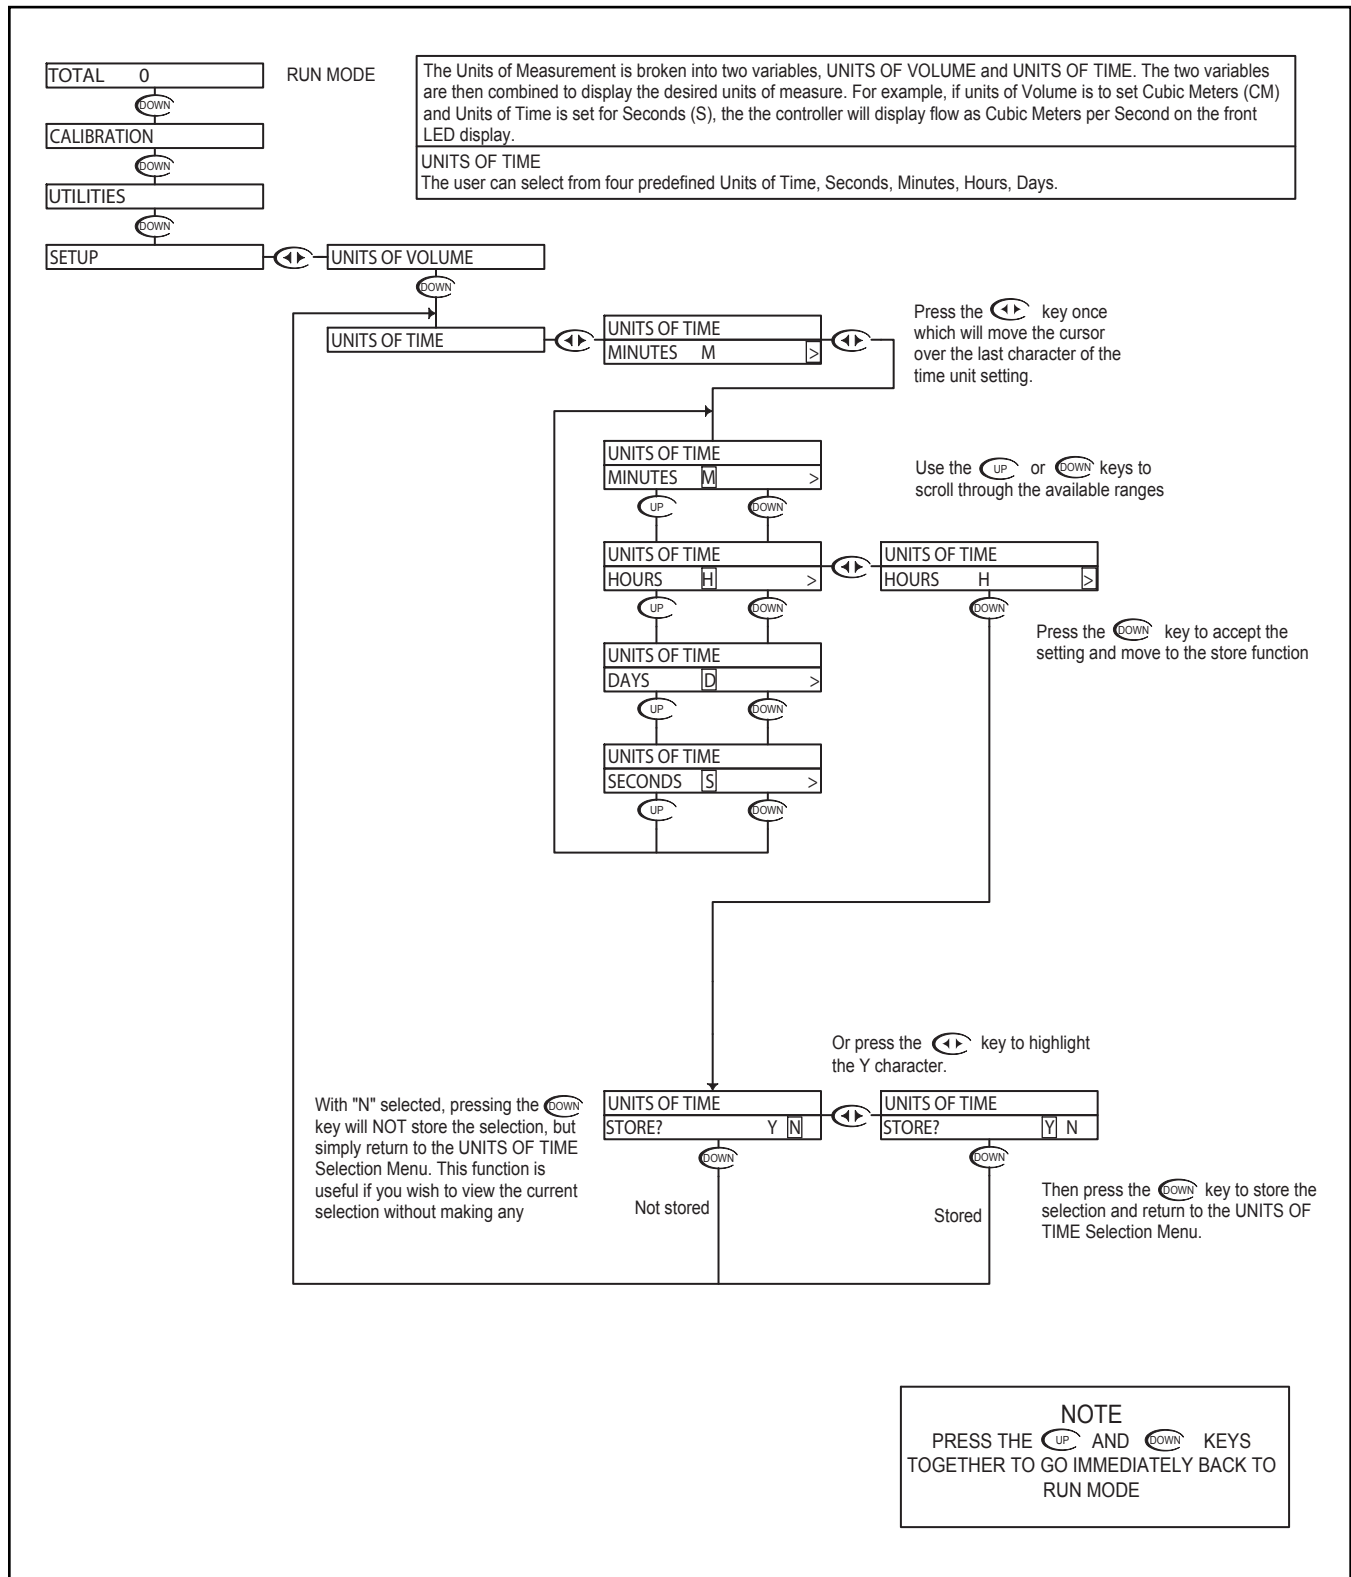 TOTAL 0
RUN MODE
DOWN
CALIBRATION
DOWN
UTILITIES
DOWN
SETUP
UNITS OF VOLUME
DOWN
The Units of Measurement is broken into two variables, UNITS OF VOLUME and UNITS OF TIME. The two variables
are then combined to display the desired units of measure. For example, if units of Volume is to set Cubic Meters (CM)
and Units of Time is set for Seconds (S), the the controller will display flow as Cubic Meters per Second on the front
LED display.
UNITS OF TIME
The user can select from four predefined Units of Time, Seconds, Minutes, Hours, Days.
UNITS OF TIME
UNITS OF TIME
MINUTES M >
Press the key once
which will move the cursor
over the last character of the
time unit setting.
UNITS OF TIME
MINUTES M >
UP DOWN
Use the UP or DOWN keys to
scroll through the available ranges
UNITS OF TIME
HOURS H >
UP DOWN
UNITS OF TIME
HOURS H >
DOWN
Press the DOWN key to accept the
setting and move to the store function
UNITS OF TIME
DAYS D >
UP DOWN
UNITS OF TIME
SECONDS S >
UP DOWN
Or press the key to highlight
the Y character.
With "N" selected, pressing the DOWN
key will NOT store the selection, but
simply return to the UNITS OF TIME
Selection Menu. This function is
useful if you wish to view the current
selection without making any
UNITS OF TIME
STORE? Y N
DOWN
Not stored
UNITS OF TIME
STORE? Y N
DOWN
Stored
Then press the DOWN key to store the
selection and return to the UNITS OF
TIME Selection Menu.
NOTE
PRESS THE UP AND DOWN KEYS
TOGETHER TO GO IMMEDIATELY BACK TO
RUN MODE